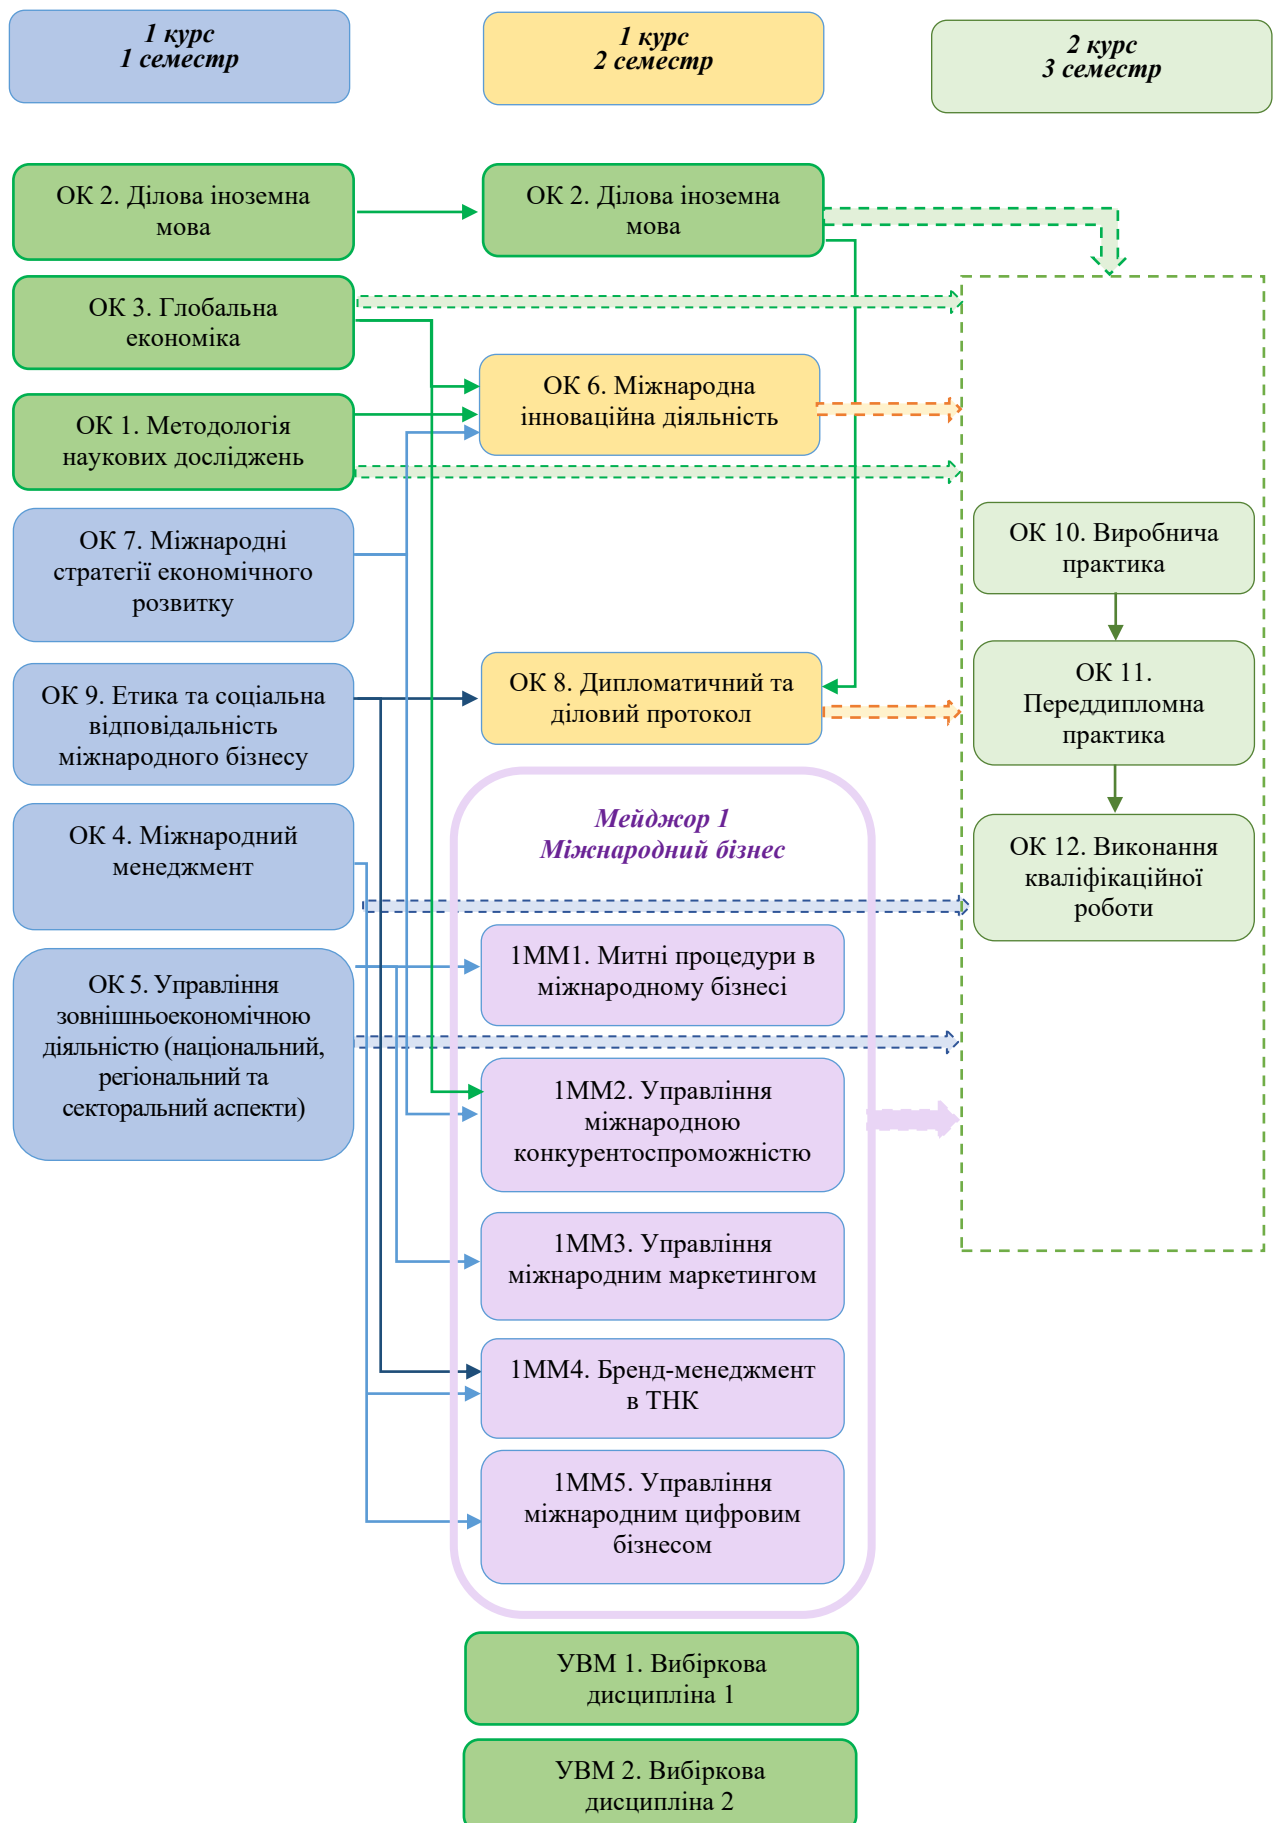 1 курс
1 семестр
1 курс
2 семестр
2 курс
3 семестр
ОК 2. Ділова іноземна
мова
ОК 3. Глобальна
економіка
ОК 1. Методологія
наукових досліджень
ОК 7. Міжнародні
стратегії економічного
розвитку
ОК 9. Етика та соціальна
відповідальність
міжнародного бізнесу
ОК 4. Міжнародний
менеджмент
ОК 5. Управління
зовнішньоекономічною
діяльністю (національний,
регіональний та
секторальний аспекти)
ОК 2. Ділова іноземна
мова
ОК 6. Міжнародна
інноваційна діяльність
ОК 8. Дипломатичний та
діловий протокол
Мейджор 1
Міжнародний бізнес
1ММ1. Митні процедури в
міжнародному бізнесі
1ММ2. Управління
міжнародною
конкурентоспроможністю
1ММ3. Управління
міжнародним маркетингом
1ММ4. Бренд-менеджмент
в ТНК
1ММ5. Управління
міжнародним цифровим
бізнесом
УВМ 1. Вибіркова
дисципліна 1
УВМ 2. Вибіркова
дисципліна 2
ОК 10. Виробнича
практика
ОК 11.
Переддипломна
практика
ОК 12. Виконання
кваліфікаційної
роботи